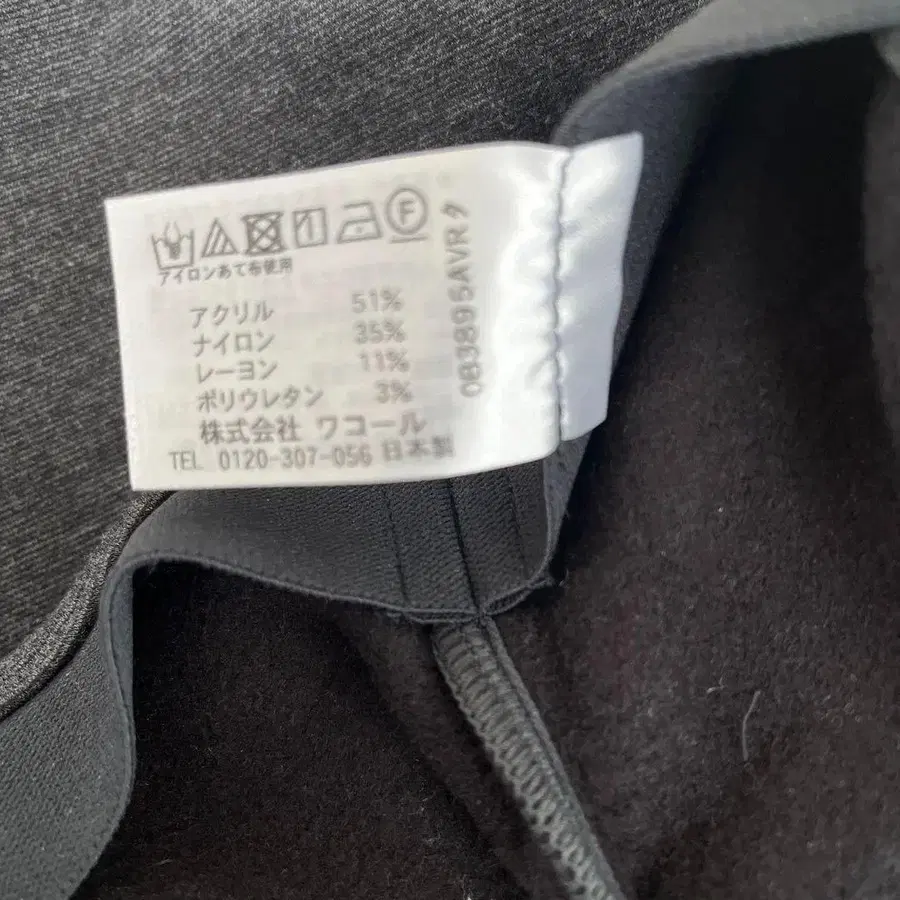 F
アイロンあて布使用
アクリル 51%
ナイロン 35%
レーヨン 11%
ポリウレタン 3%
株式会社 ワコール
TEL 0120-307-056 日本製
0B3895AVRタ